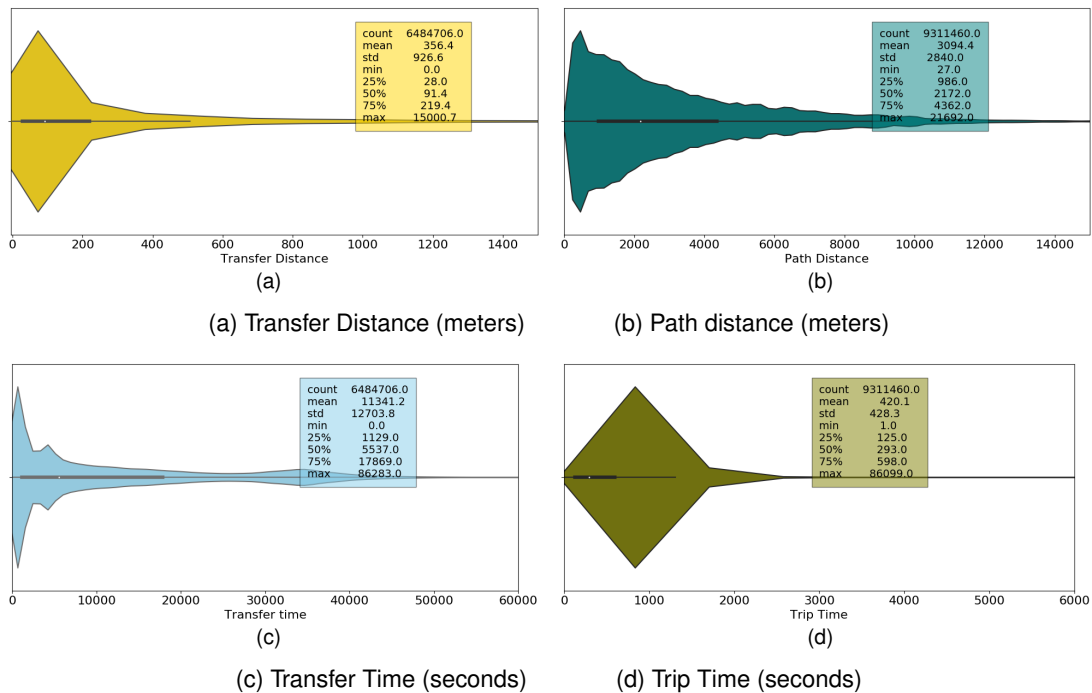 count 6484706.0
mean 356.4
std 926.6
min 0.0
25% 28.0
50% 91.4
75% 219.4
max 15000.7
0 200 400 600 800 1000 1200 1400
Transfer Distance
(a)
count 9311460.0
mean 3094.4
std 2840.0
min 27.0
25% 986.0
50% 2172.0
75% 4362.0
max 21692.0
0 2000 4000 6000 8000 10000 12000 14000
Path Distance
(b)
(a) Transfer Distance (meters)
(b) Path distance (meters)
count 6484706.0
mean 11341.2
std 12703.8
min 0.0
25% 1129.0
50% 5537.0
75% 17869.0
max 86283.0
0 10000 20000 30000 40000 50000 60000
Transfer time
(c)
count 9311460.0
mean 420.1
std 428.3
min 1.0
25% 125.0
50% 293.0
75% 598.0
max 86099.0
0 1000 2000 3000 4000 5000 6000
Trip Time
(d)
(c) Transfer Time (seconds)
(d) Trip Time (seconds)